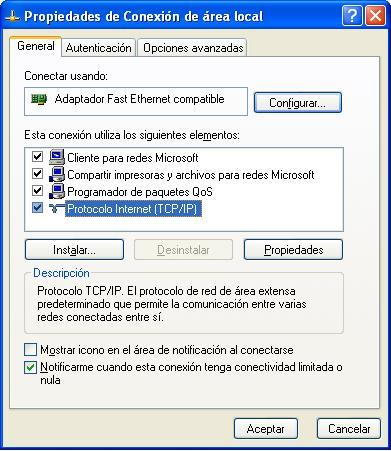 Propiedades de Conexión de área local
General
Autenticación
Opciones avanzadas
Conectar usando:
Adaptador Fast Ethernet compatible
Configurar...
Esta conexión utiliza los siguientes elementos:
Cliente para redes Microsoft
Compartir impresoras y archivos para redes Microsoft
Programador de paquetes QoS
Protocolo Internet (TCP/IP)
Instalar...
Desinstalar
Propiedades
Descripción
Protocolo TCP/IP. El protocolo de red de área extensa
predeterminado que permite la comunicación entre varias
redes conectadas entre sí.
Mostrar icono en el área de notificación al conectarse
Notificarme cuando esta conexión tenga conectividad limitada o
nula
Aceptar
Cancelar